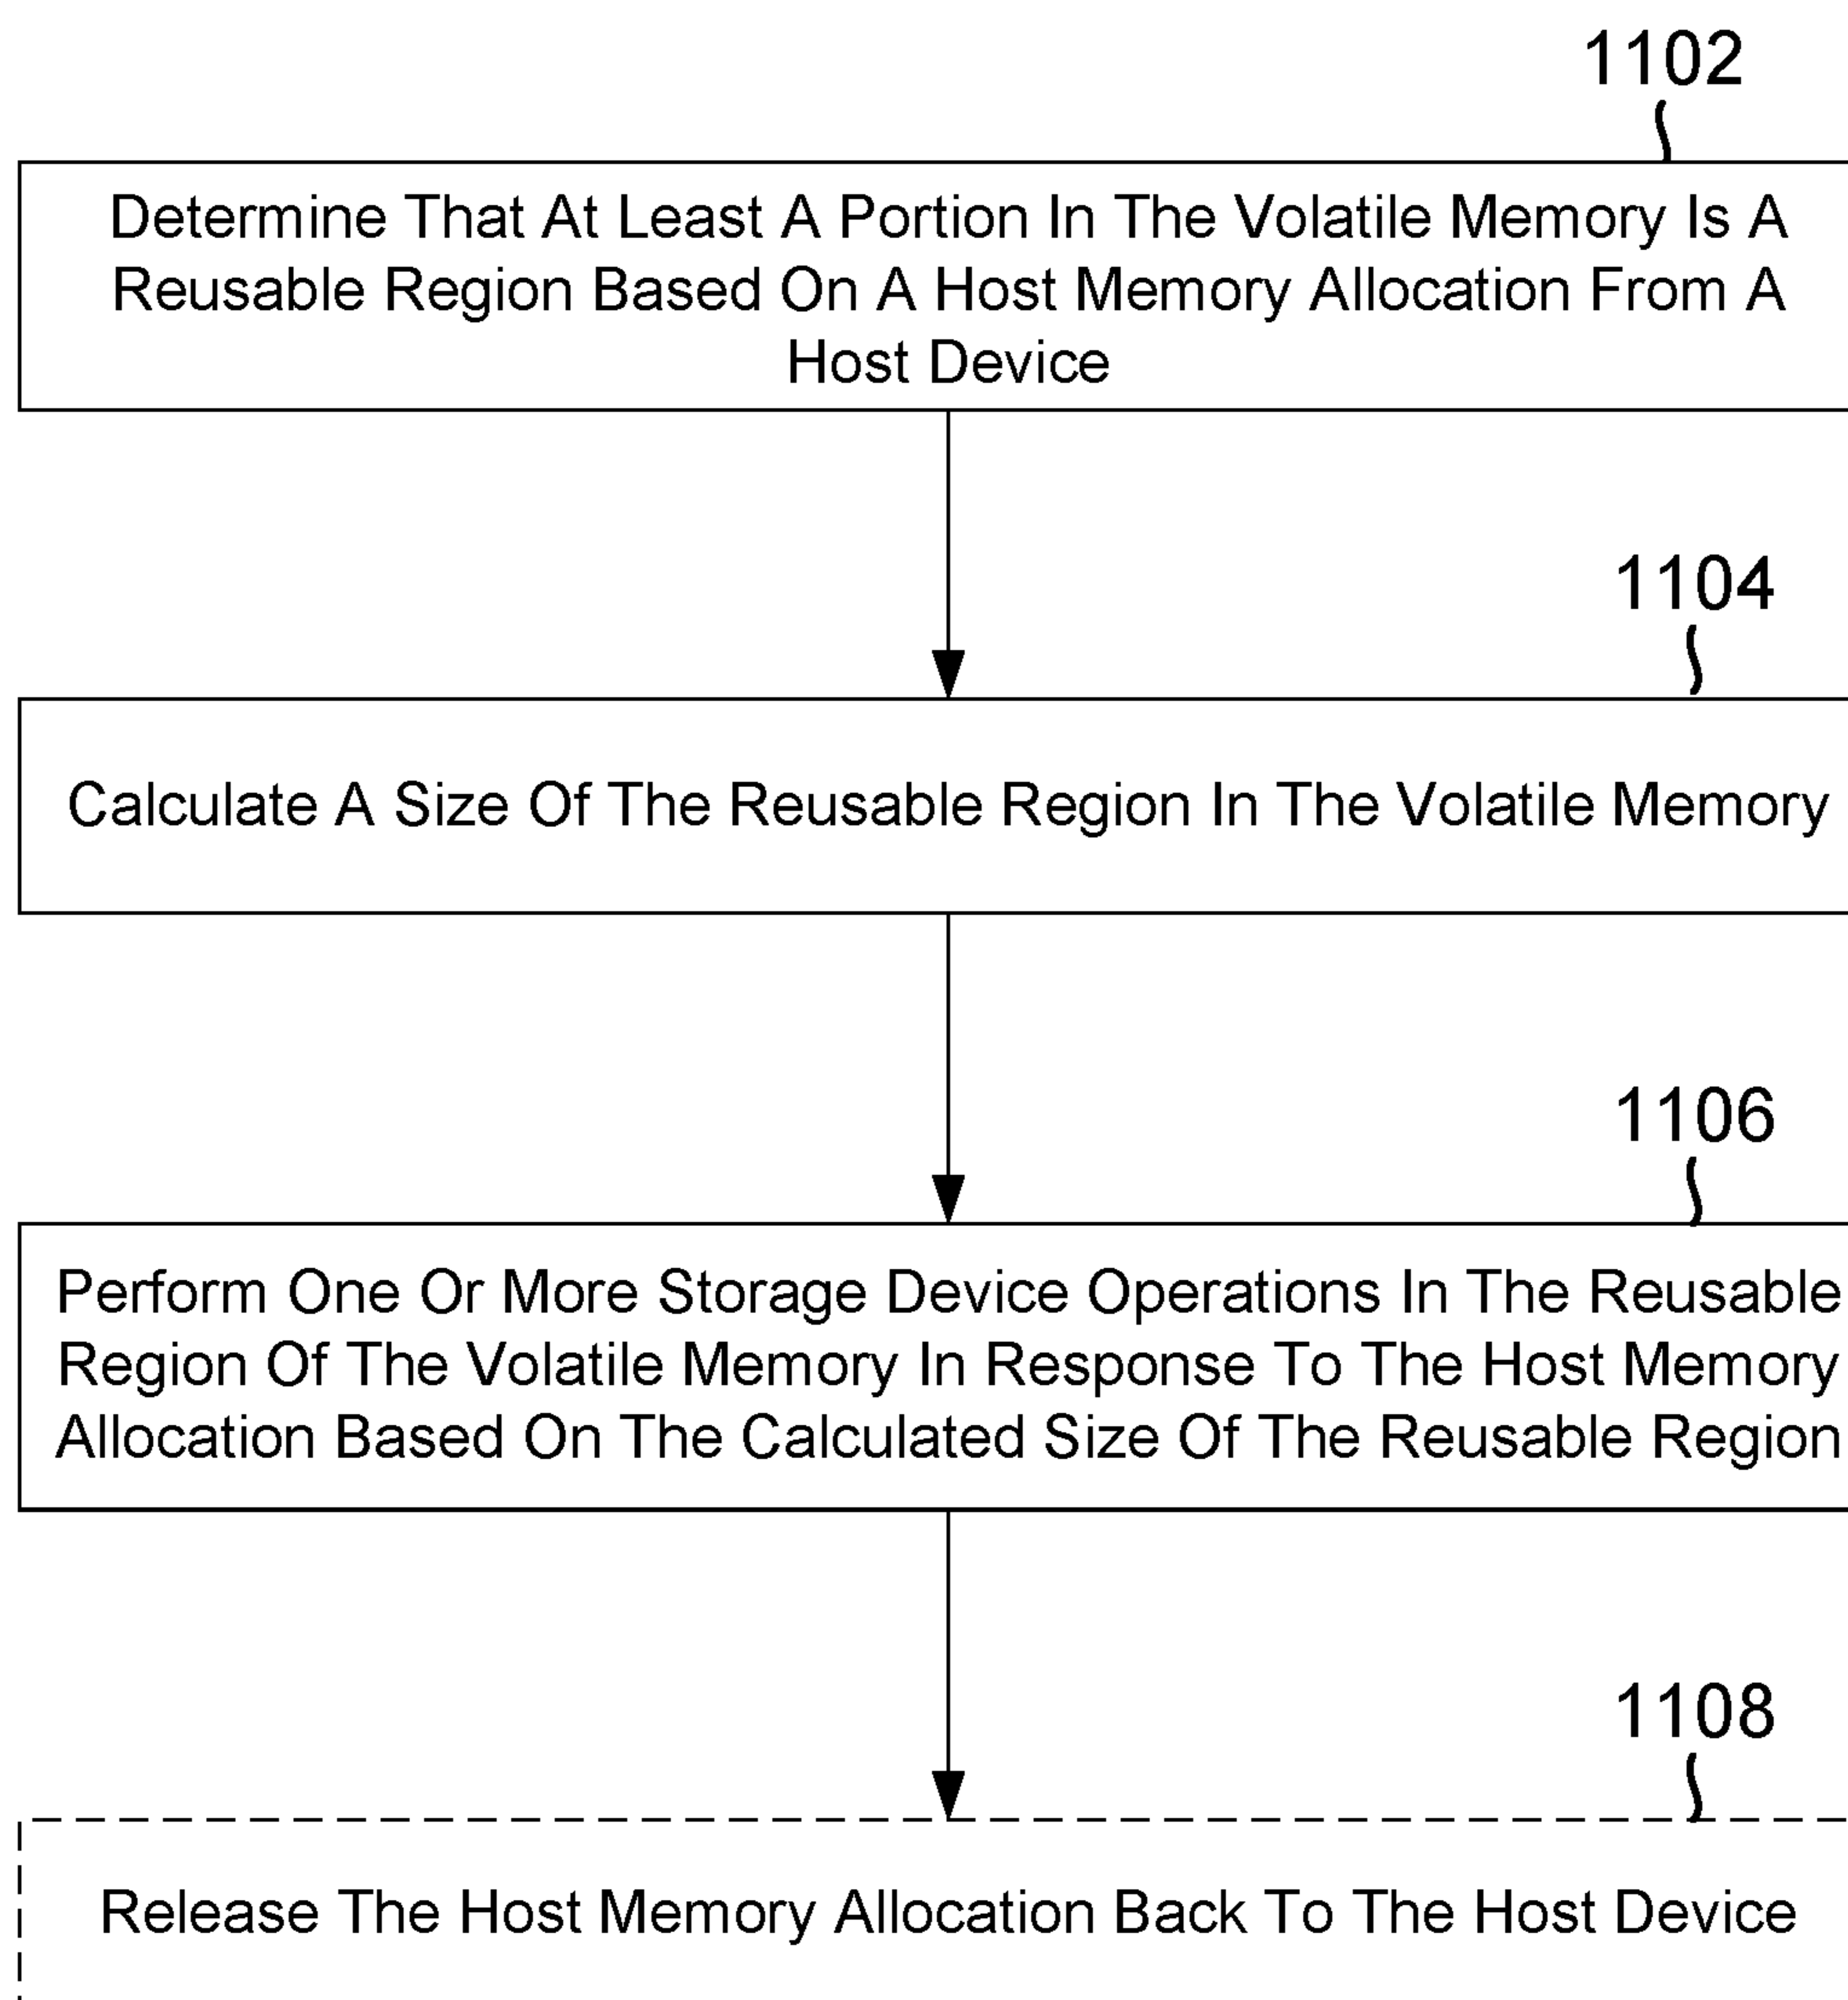 1102
Determine That At Least A Portion In The Volatile Memory Is A
Reusable Region Based On A Host Memory Allocation From A
Host Device
1104
Calculate A Size Of The Reusable Region In The Volatile Memory
1106
Perform One Or More Storage Device Operations In The Reusable
Region Of The Volatile Memory In Response To The Host Memory
Allocation Based On The Calculated Size Of The Reusable Region
1108
Release The Host Memory Allocation Back To The Host Device